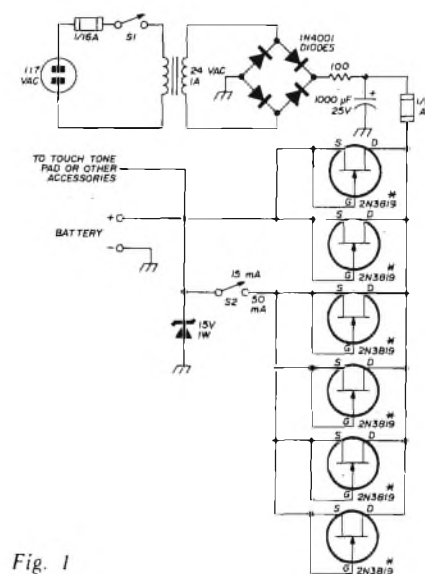 1/16A
S1
117
VAC
24 VAC
1A
1N4001
DIODES
100
1000 µF
25V
A
TO TOUCH TONE
PAD OR OTHER
ACCESSORIES
+
BATTERY
-
15 mA
S2
50
mA
15V
1W
S D
G
2N3819
*
S D
G
2N3819
*
S D
G
2N3819
*
S D
G
2N3819
*
S D
G
2N3819
*
S D
G
2N3819
*
Fig. 1